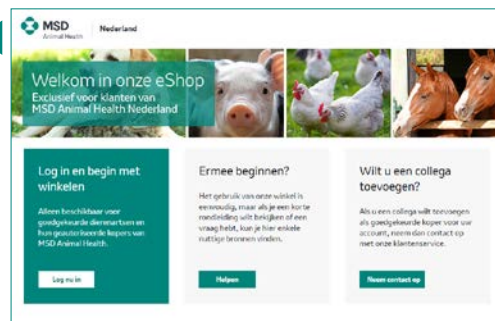 MSD
Animal Health
Nederland
Welkom in onze eShop
Exclusief voor klanten van
MSD Animal Health Nederland
Log in en begin met
winkelen
Alleen beschikbaar voor
goedgekeurde dierenartsen en
hun geautoriseerde kopers van
MSD Animal Health.
Log nu in
Ermee beginnen?
Het gebruik van onze winkel is
eenvoudig, maar als je een korte
rondleiding wilt bekijken of een
vraag hebt, kun je hier enkele
nuttige bronnen vinden.
Helpen
Wilt u een collega
toevoegen?
Als u een collega wilt toevoegen
als goedgekeurde koper voor uw
account, neem dan contact op
met onze klantenservice.
Neem contact op